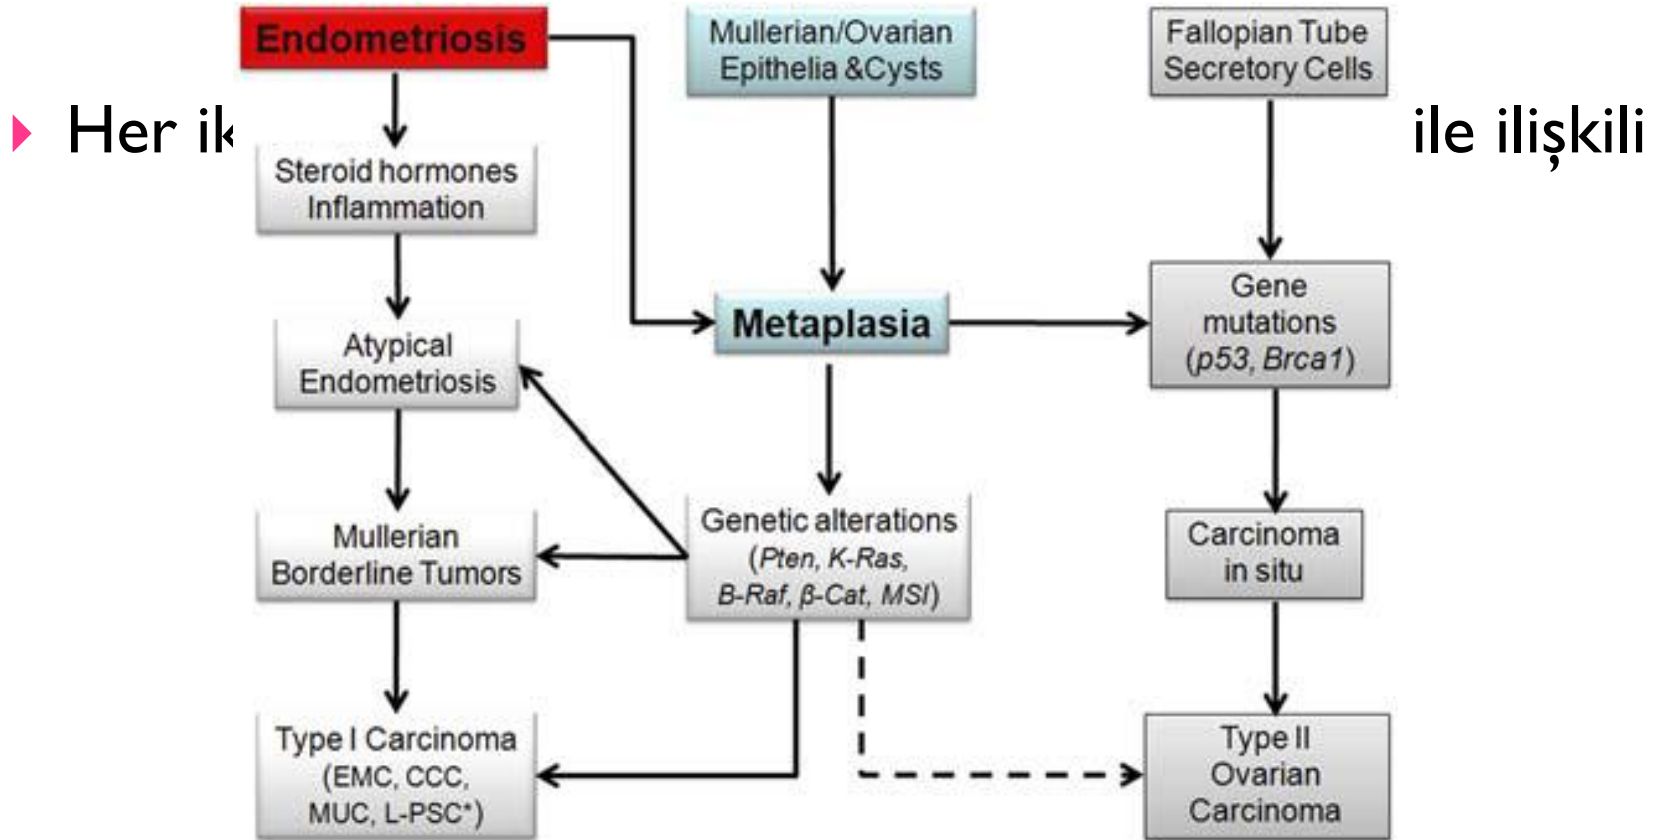 Endometriosis
Mullerian/Ovarian
Epithelia &Cysts
Fallopian Tube
Secretory Cells
Her
ile ilişkili
Steroid hormones
Inflammation
Metaplasia
Gene
mutations
(p53, Brca1)
Atypical
Endometriosis
Mullerian
Borderline Tumors
Genetic alterations
(Pten, K-Ras,
B-Raf, β-Cat, MSI)
Carcinoma
in situ
Type I Carcinoma
(EMC, CCC,
MUC, L-PSC*)
Type II
Ovarian
Carcinoma